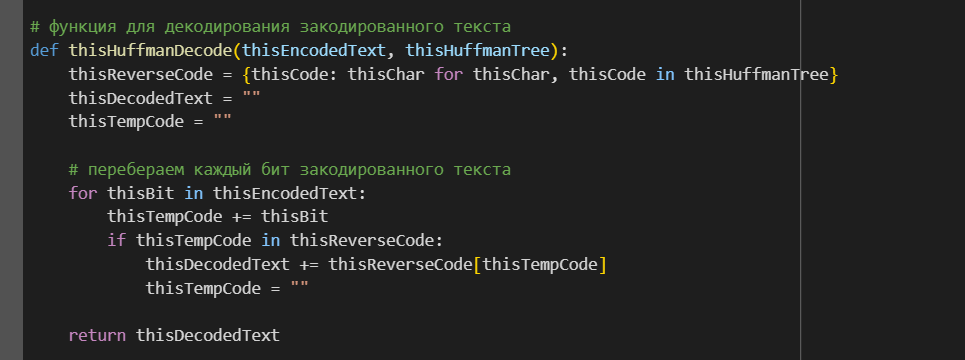 # функция для декодирования закодированного текста
def thisHuffmanDecode(thisEncodedText, thisHuffmanTree):
    thisReverseCode = {thisCode: thisChar for thisChar, thisCode in thisHuffmanTree}
    thisDecodedText = ""
    thisTempCode = ""

    # перебераем каждый бит закодированного текста
    for thisBit in thisEncodedText:
        thisTempCode += thisBit
        if thisTempCode in thisReverseCode:
            thisDecodedText += thisReverseCode[thisTempCode]
            thisTempCode = ""

    return thisDecodedText